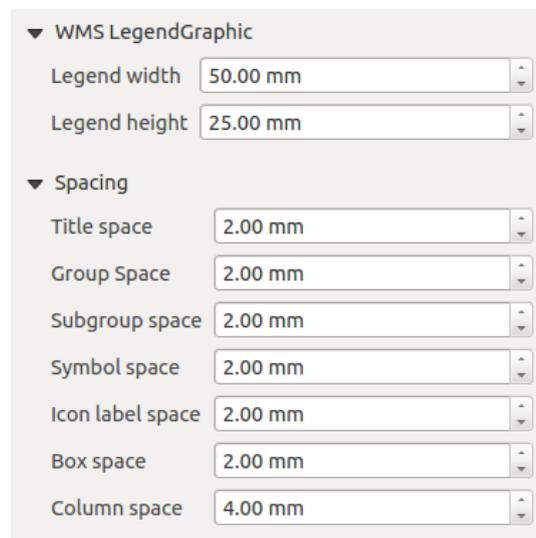 WMS LegendGraphic
Legend width 50.00 mm
Legend height 25.00 mm
Spacing
Title space 2.00 mm
Group Space 2.00 mm
Subgroup space 2.00 mm
Symbol space 2.00 mm
Icon label space 2.00 mm
Box space 2.00 mm
Column space 4.00 mm